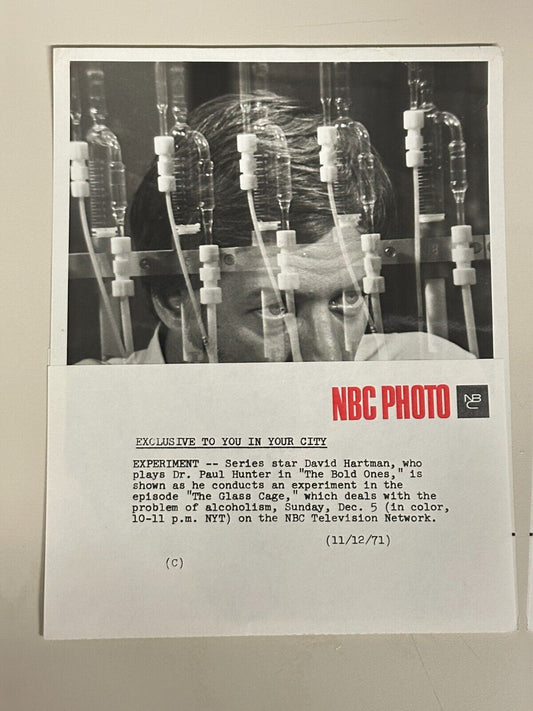 NBC PHOTO NBC
EXCLUSIVE TO YOU IN YOUR CITY
EXPERIMENT -- Series star David Hartman, who
plays Dr. Paul Hunter in "The Bold Ones," is
shown as he conducts an experiment in the
episode "The Glass Cage," which deals with the
problem of alcoholism, Sunday, Dec. 5 (in color,
10-11 p.m. NYT) on the NBC Television Network.
(11/12/71)
(C)